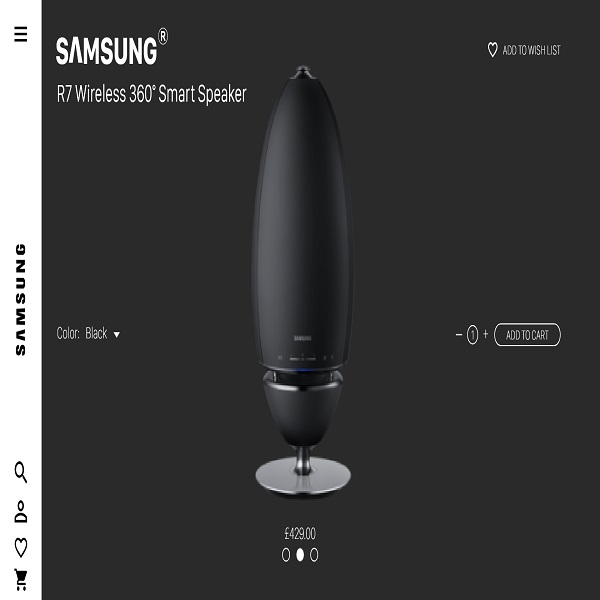 SAMSUNG®
R7 Wireless 360° Smart Speaker
ADD TO WISH LIST
SAMSUNG
Color: Black
− 1 + ADD TO CART
SAMSUNG
£429.00